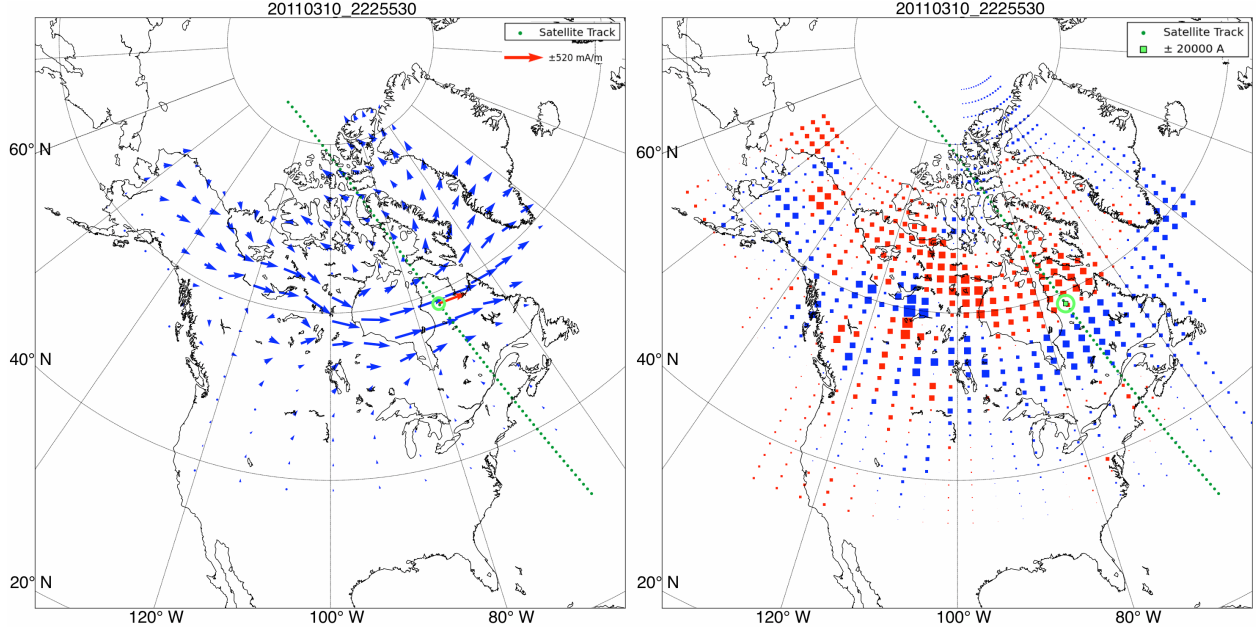 20110310_2225530
Satellite Track
±520 mA/m
60° N
40° N
20° N
120° W
100° W
80° W
20110310_2225530
Satellite Track
± 20000 A
60° N
40° N
20° N
120° W
100° W
80° W